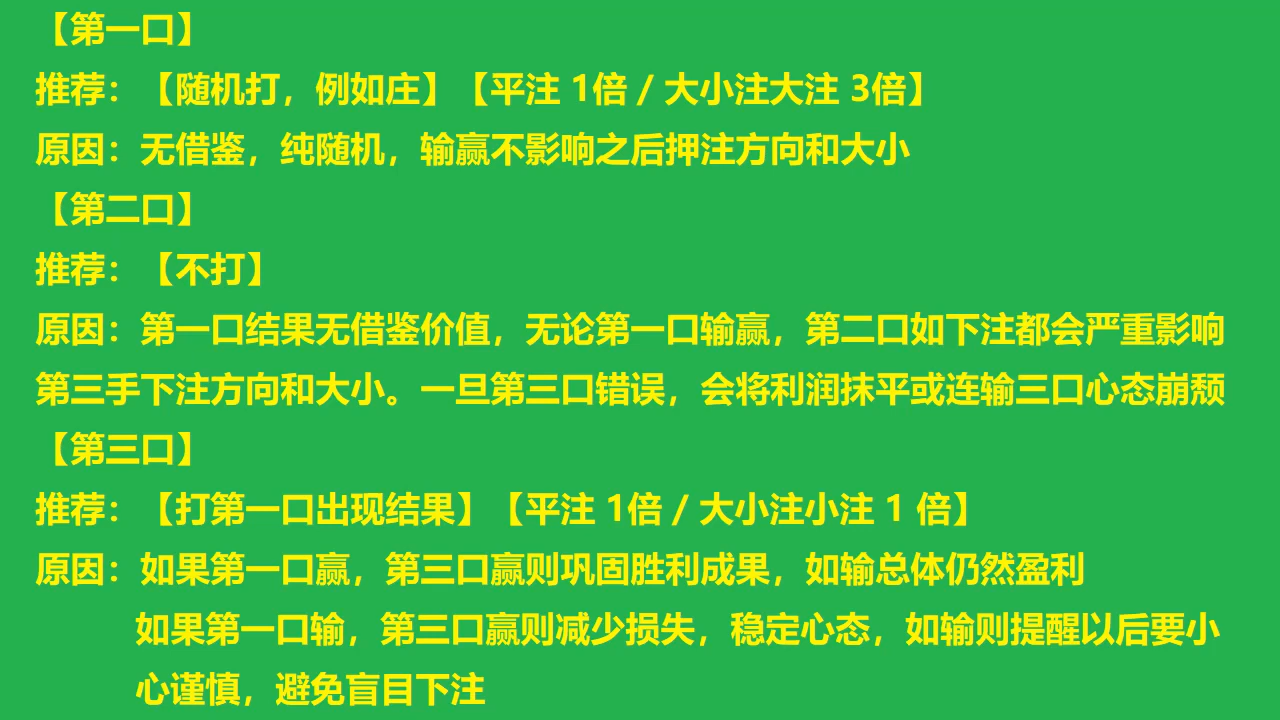 【第一口】
推荐：【随机打，例如庄】【平注 1倍 / 大小注大注 3倍】
原因：无借鉴，纯随机，输赢不影响之后押注方向和大小
【第二口】
推荐：【不打】
原因：第一口结果无借鉴价值，无论第一口输赢，第二口如下注都会严重影响
第三手下注方向和大小。一旦第三口错误，会将利润抹平或连输三口心态崩颓
【第三口】
推荐：【打第一口出现结果】【平注 1倍 / 大小注小注 1 倍】
原因：如果第一口赢，第三口赢则巩固胜利成果，如输总体仍然盈利
如果第一口输，第三口赢则减少损失，稳定心态，如输则提醒以后要小
心谨慎，避免盲目下注